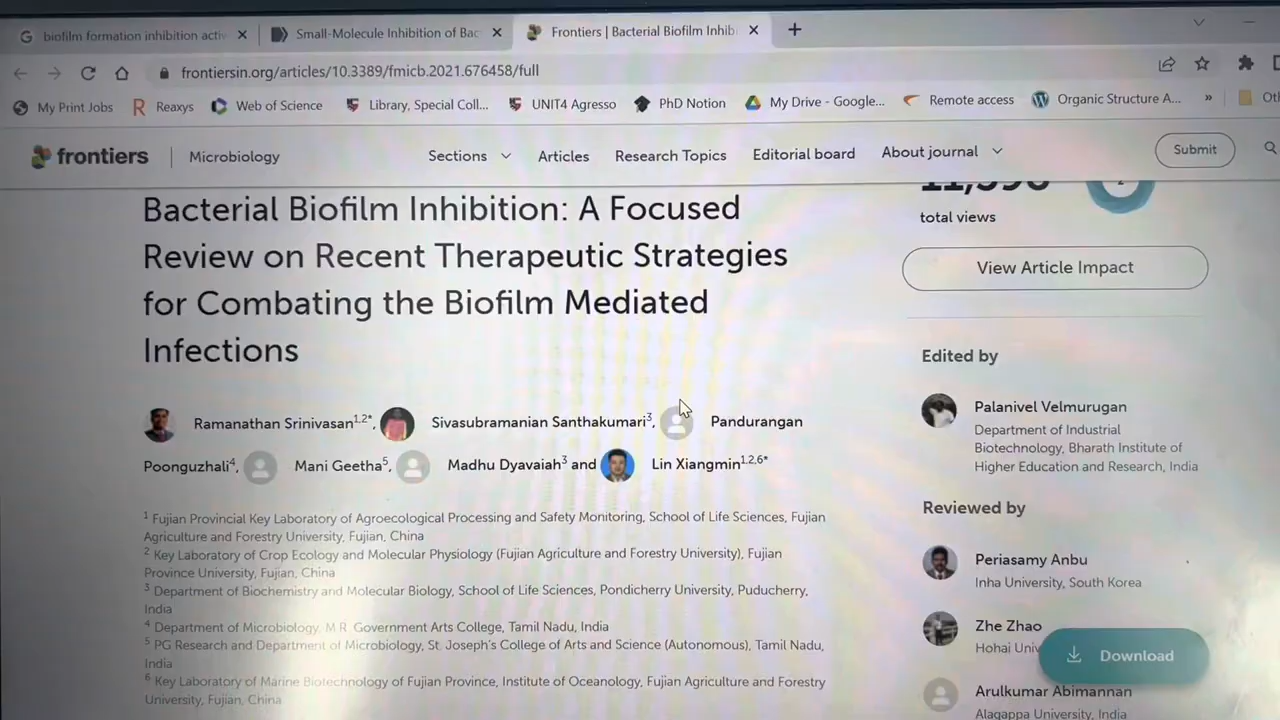 biofilm formation inhibition activ
Small-Molecule Inhibition of Bac
Frontiers | Bacterial Biofilm Inhib
frontiersin.org/articles/10.3389/fmicb.2021.676458/full
My Print Jobs
Reaxys
Web of Science
Library, Special Coll...
UNIT4 Agresso
PhD Notion
My Drive - Google...
Remote access
Organic Structure A...
»
frontiers
Microbiology
Sections
Articles
Research Topics
Editorial board
About journal
Submit
Bacterial Biofilm Inhibition: A Focused
Review on Recent Therapeutic Strategies
for Combating the Biofilm Mediated
Infections
Ramanathan Srinivasan1,2*, Sivasubramanian Santhakumari3, Pandurangan
Poonguzhali4, Mani Geetha5, Madhu Dyavaiah3 and Lin Xiangmin1,2,6*
1 Fujian Provincial Key Laboratory of Agroecological Processing and Safety Monitoring, School of Life Sciences, Fujian
Agriculture and Forestry University, Fujian, China
2 Key Laboratory of Crop Ecology and Molecular Physiology (Fujian Agriculture and Forestry University), Fujian
Province University, Fujian, China
3 Department of Biochemistry and Molecular Biology, School of Life Sciences, Pondicherry University, Puducherry,
India
4 Department of Microbiology, M.R. Government Arts College, Tamil Nadu, India
5 PG Research and Department of Microbiology, St. Joseph's College of Arts and Science (Autonomous), Tamil Nadu,
India
6 Key Laboratory of Marine Biotechnology of Fujian Province, Institute of Oceanology, Fujian Agriculture and Forestry
University, Fujian, China
total views
View Article Impact
Edited by
Palanivel Velmurugan
Department of Industrial
Biotechnology, Bharath Institute of
Higher Education and Research, India
Reviewed by
Periasamy Anbu
Inha University, South Korea
Zhe Zhao
Hohai Univ
Download
Arulkumar Abimannan
Alagappa University, India